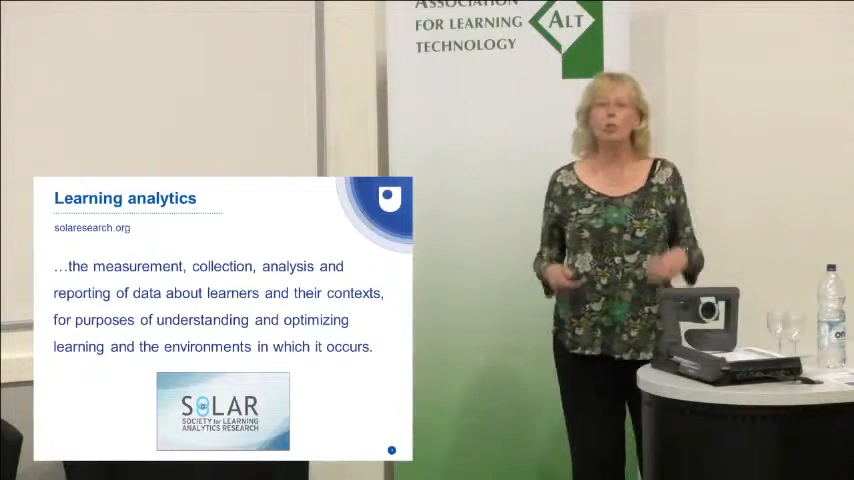 ASSOCIATION
FOR LEARNING
TECHNOLOGY
ALT
Learning analytics
solaresearch.org
…the measurement, collection, analysis and
reporting of data about learners and their contexts,
for purposes of understanding and optimizing
learning and the environments in which it occurs.
SOLAR
SOCIETY for LEARNING
ANALYTICS RESEARCH